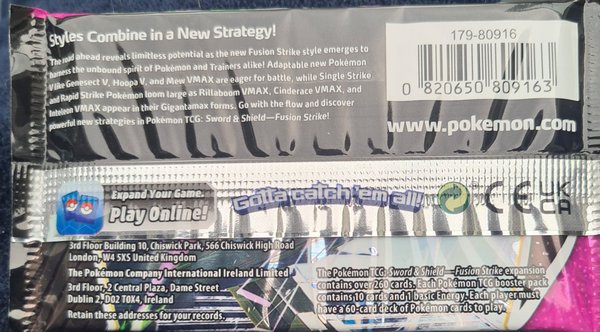 Styles Combine in a New Strategy!
The road ahead reveals limitless potential as the new Fusion Strike style emerges to
harness the unbound spirit of Pokémon and Trainers alike! Adaptable new Pokémon
V like Genesect V, Hoopa V, and Mew VMAX are eager for battle, while Single Strike
and Rapid Strike Pokémon loom large as Rillaboom VMAX, Cinderace VMAX, and
Inteleon VMAX appear in their Gigantamax forms. Go with the flow and discover
powerful new strategies in Pokémon TCG: Sword & Shield—Fusion Strike!
179-80916
0 820650 809163
www.pokemon.com
Expand Your Game.
Play Online!
Gotta catch 'em all!
CE
UK
CA
3rd Floor Building 10, Chiswick Park, 566 Chiswick High Road
London, W4 5XS United Kingdom
The Pokémon Company International Ireland Limited
3rd Floor, 2 Central Plaza, Dame Street
Dublin 2, D02 T0X4, Ireland
Retain these addresses for your records.
The Pokémon TCG: Sword & Shield—Fusion Strike expansion
contains over 260 cards. Each Pokémon TCG booster pack
contains 10 cards and 1 basic Energy. Each player must
have a 60-card deck of Pokémon cards to play.